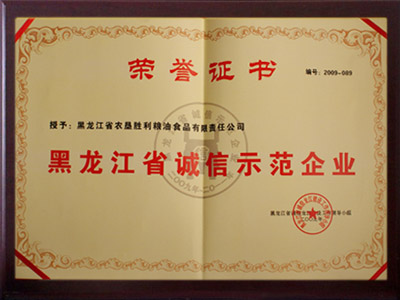 荣誉证书
编号：2009-089
授予：黑龙江省农垦胜利粮油食品有限责任公司
黑龙江省诚信示范企业